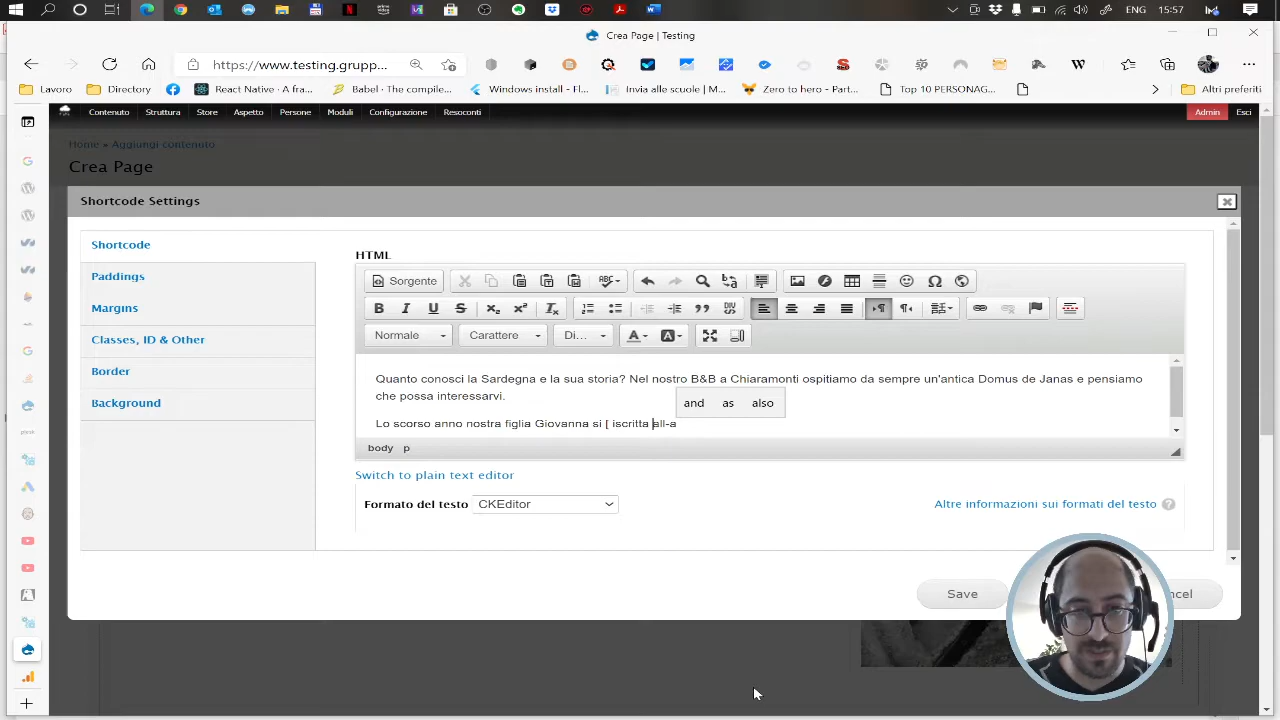 ENG 15:57
Crea Page | Testing
https://www.testing.grupp...
Lavoro Directory React Native · A fra... Babel · The compile... Windows install - Fl... Invia alle scuole | M... Zero to hero - Part... Top 10 PERSONAG... Altri preferiti
Contenuto Struttura Store Aspetto Persone Moduli Configurazione Resoconti Admin Esci
Home » Aggiungi contenuto
Crea Page
Shortcode Settings
Shortcode
Paddings
Margins
Classes, ID & Other
Border
Background
HTML
Sorgente
Normale Carattere Di...
Quanto conosci la Sardegna e la sua storia? Nel nostro B&B a Chiaramonti ospitiamo da sempre un'antica Domus de Janas e pensiamo
che possa interessarvi.
and as also
Lo scorso anno nostra figlia Giovanna si [ iscritta all-a
body p
Switch to plain text editor
Formato del testo CKEditor Altre informazioni sui formati del testo
Save ncel